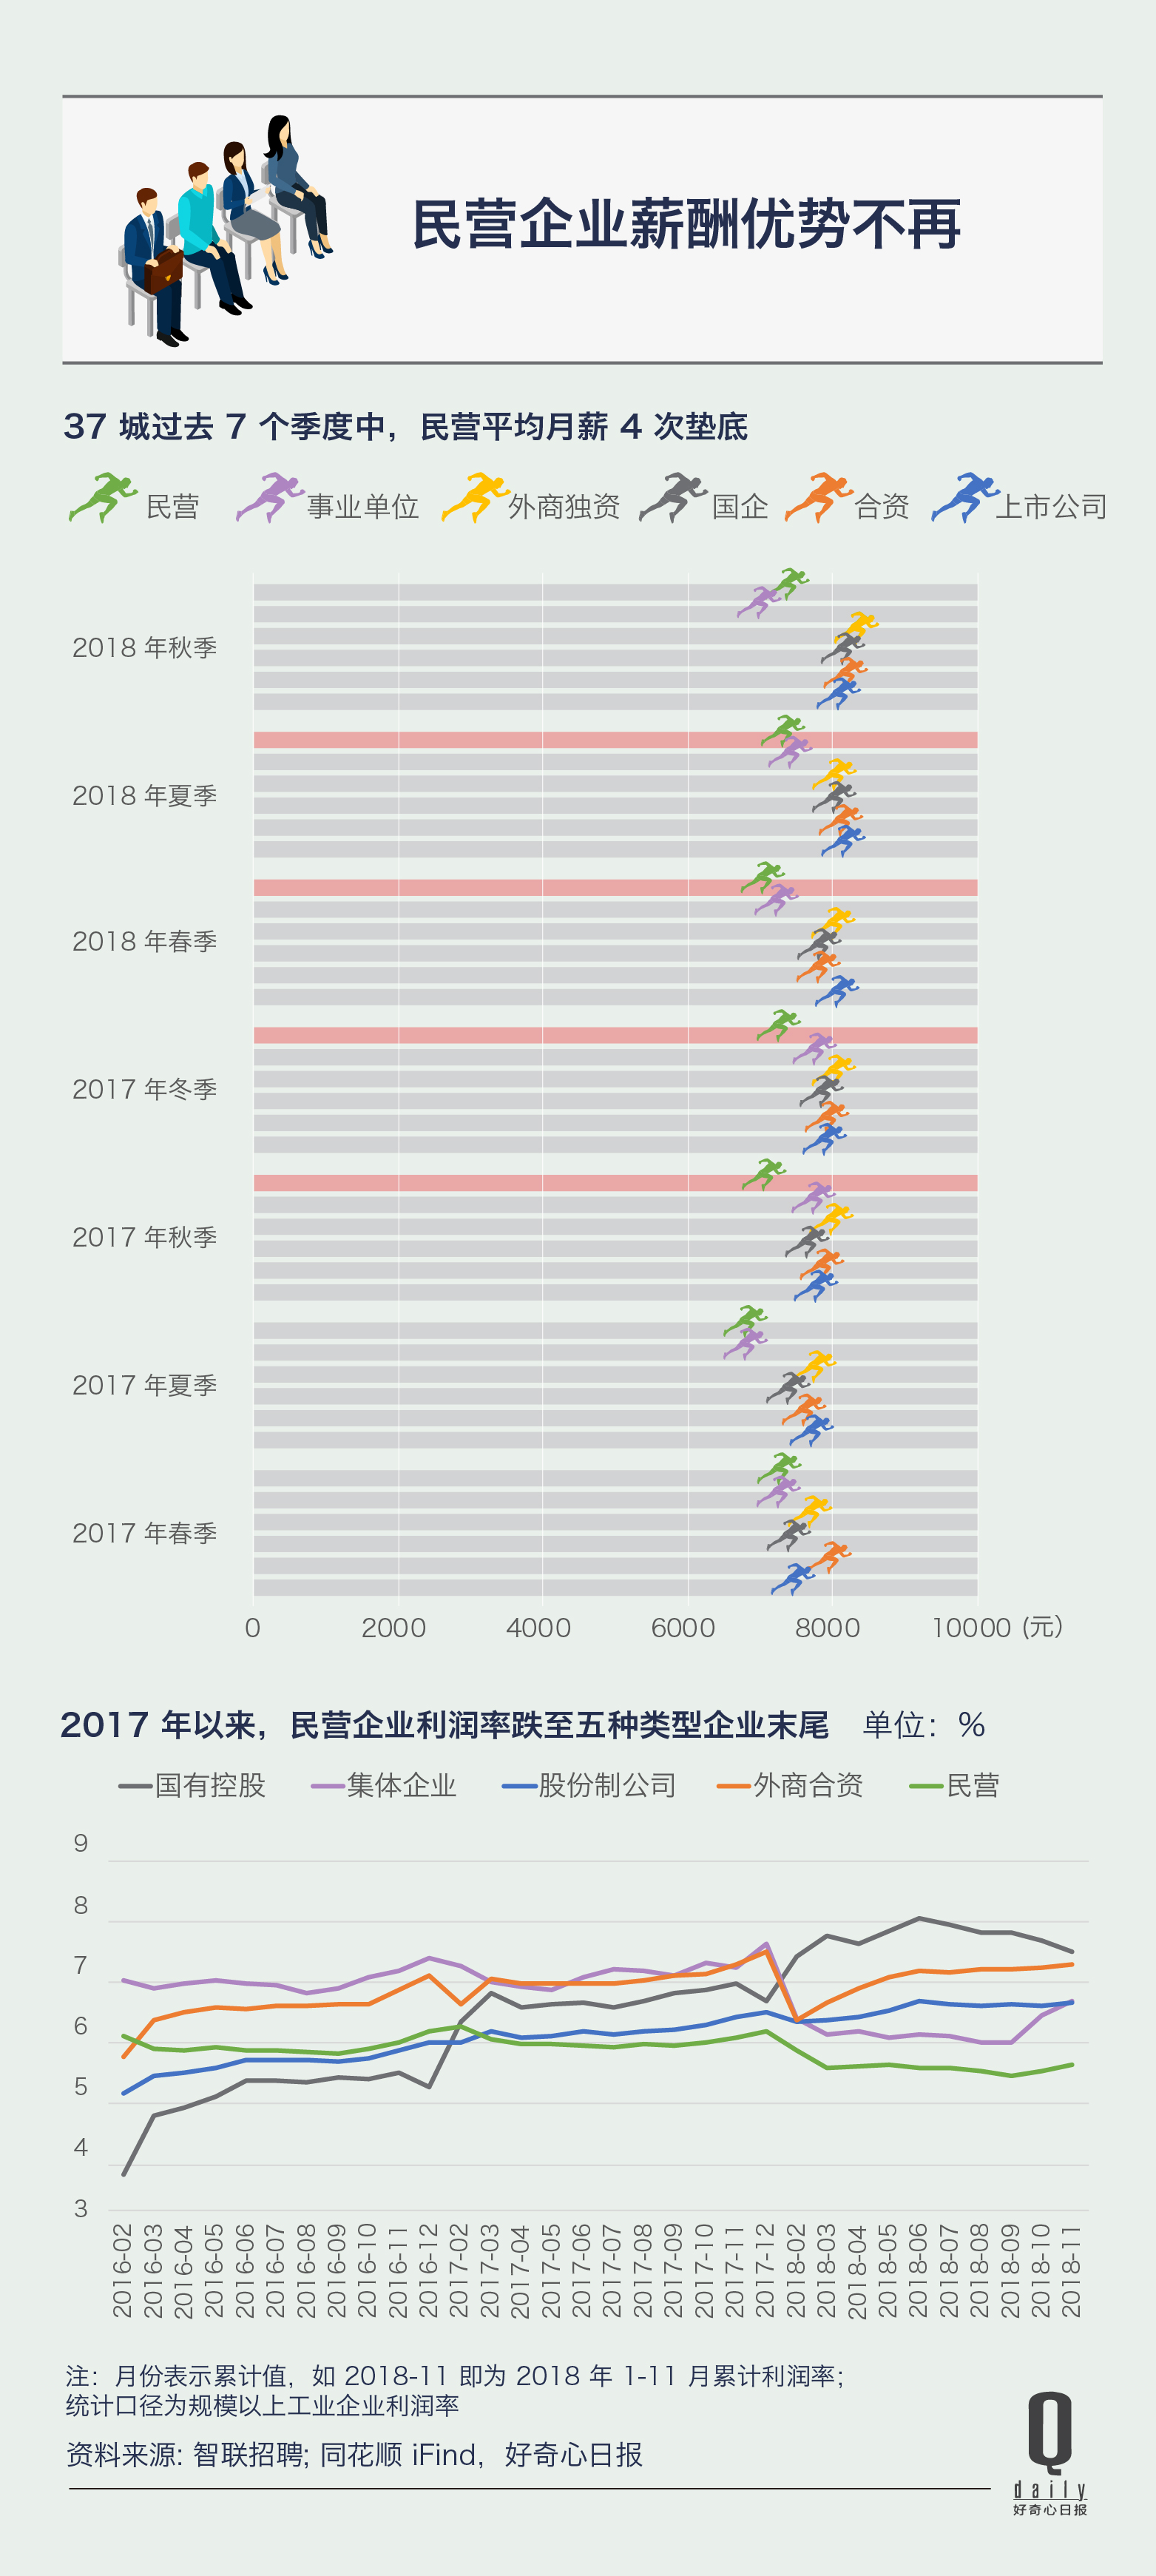 民营企业薪酬优势不再
37 城过去 7 个季度中，民营平均月薪 4 次垫底
民营 事业单位 外商独资 国企 合资 上市公司
2018 年秋季
2018 年夏季
2018 年春季
2017 年冬季
2017 年秋季
2017 年夏季
2017 年春季
0 2000 4000 6000 8000 10000 (元）
2017 年以来，民营企业利润率跌至五种类型企业末尾 单位：%
国有控股 集体企业 股份制公司 外商合资 民营
9
8
7
6
5
4
3
2016-02 2016-03 2016-04 2016-05 2016-06 2016-07 2016-08 2016-09 2016-10 2016-11 2016-12 2017-02 2017-03 2017-04 2017-05 2017-06 2017-07 2017-08 2017-09 2017-10 2017-11 2017-12 2018-02 2018-03 2018-04 2018-05 2018-06 2018-07 2018-08 2018-09 2018-10 2018-11
注：月份表示累计值，如 2018-11 即为 2018 年 1-11 月累计利润率；
统计口径为规模以上工业企业利润率
资料来源: 智联招聘; 同花顺 iFind，好奇心日报
Q
daily
好奇心日报